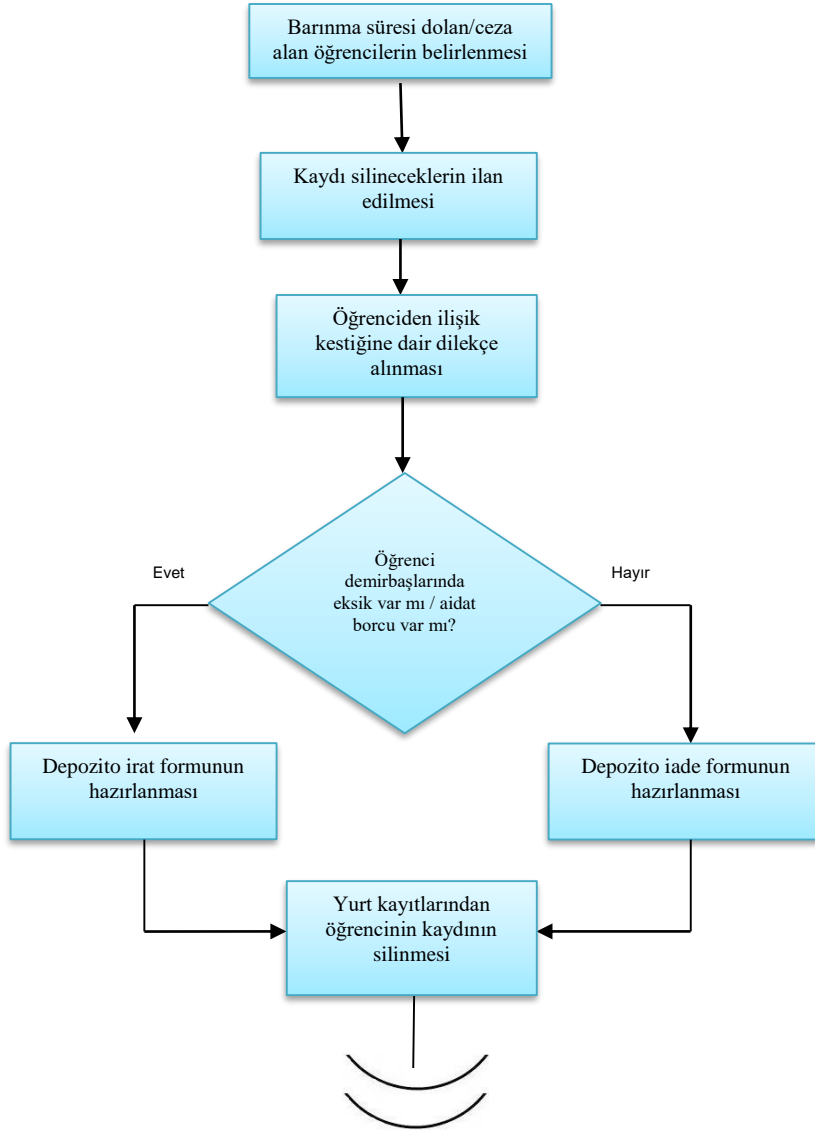 Barınma süresi dolan/ceza
alan öğrencilerin belirlenmesi
Kaydı silineceklerin ilan
edilmesi
Öğrenciden ilişik
kestiğine dair dilekçe
alınması
Öğrenci
demirbaşlarında
eksik var mı / aidat
borcu var mı?
Evet
Hayır
Depozito irat formunun
hazırlanması
Depozito iade formunun
hazırlanması
Yurt kayıtlarından
öğrencinin kaydının
silinmesi